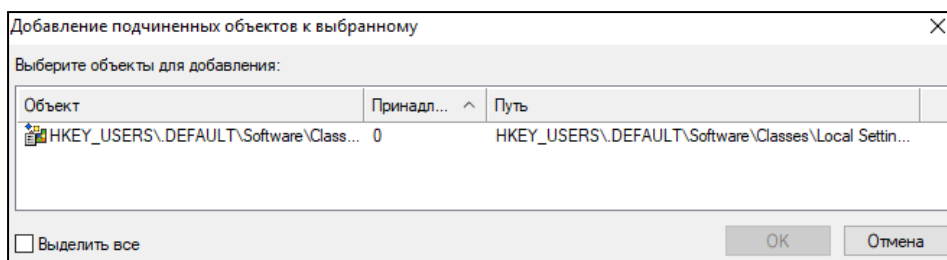 Добавление подчиненных объектов к выбранному
Выберите объекты для добавления:
Объект Принадл... Путь
HKEY_USERS\.DEFAULT\Software\Class... 0 HKEY_USERS\.DEFAULT\Software\Classes\Local Settin...
Выделить все OK Отмена